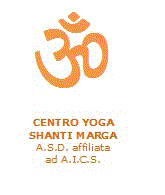 ॐ
CENTRO YOGA
SHANTI MARGA
A.S.D. affiliata
ad A.I.C.S.